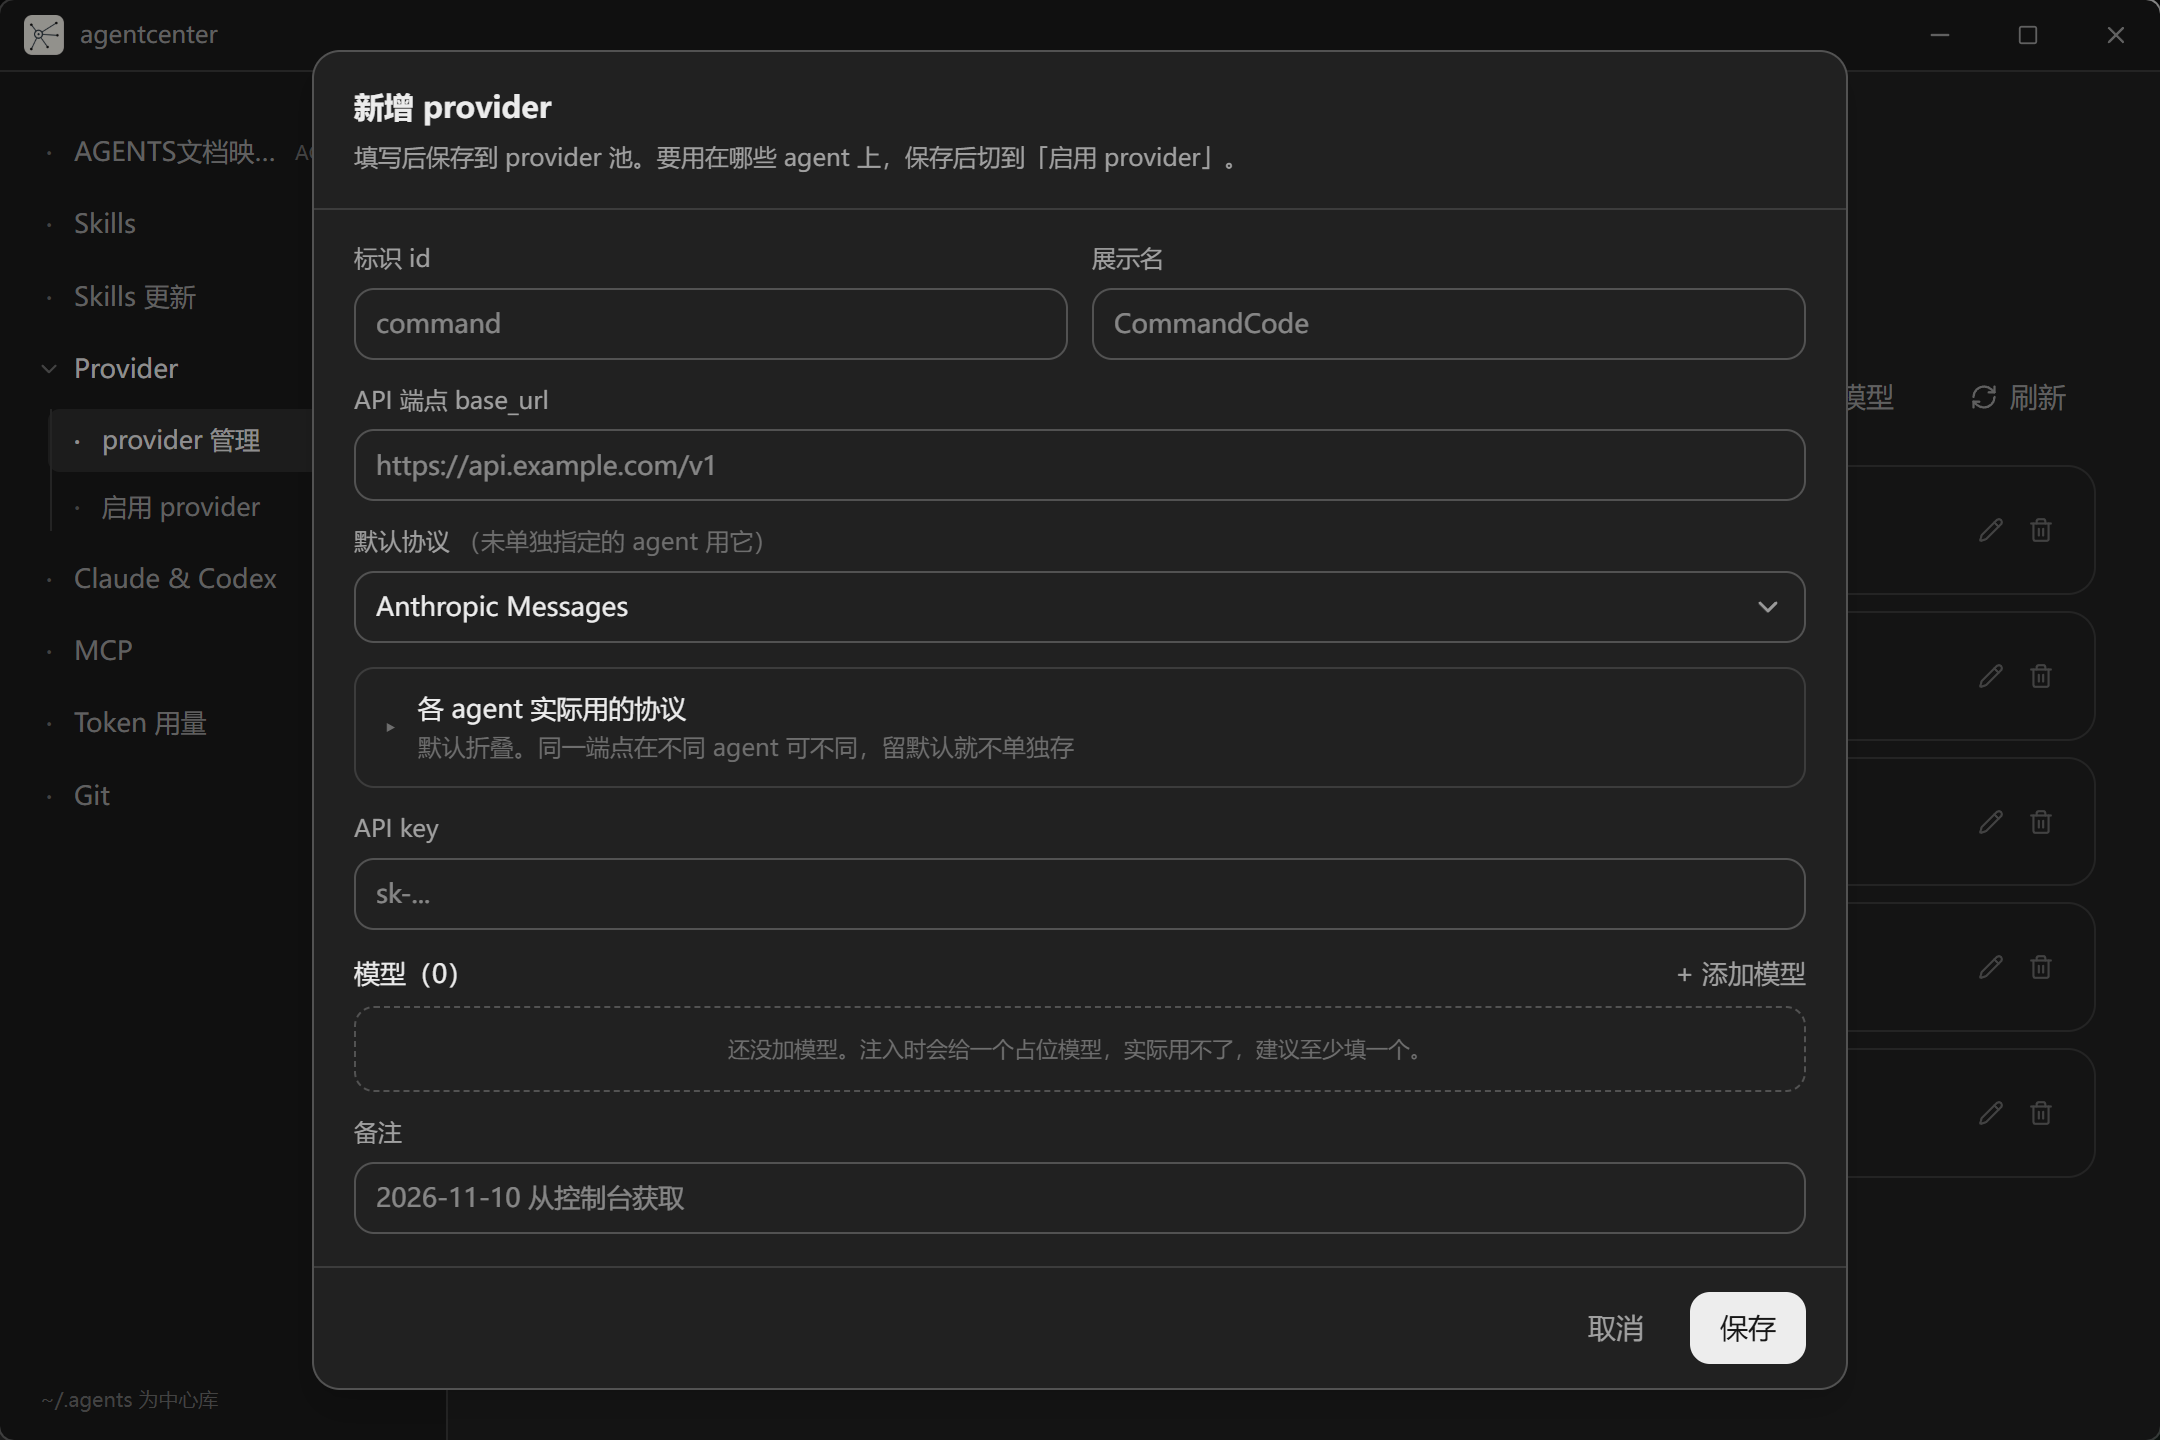 agentcenter
AGENTS文档映...
Skills
Skills 更新
Provider
provider 管理
启用 provider
Claude & Codex
MCP
Token 用量
Git
~/.agents 为中心库
模型
刷新
新增 provider
填写后保存到 provider 池。要用在哪些 agent 上，保存后切到「启用 provider」。
标识 id
展示名
command
CommandCode
API 端点 base_url
https://api.example.com/v1
默认协议 （未单独指定的 agent 用它）
Anthropic Messages
各 agent 实际用的协议
默认折叠。同一端点在不同 agent 可不同，留默认就不单独存
API key
sk-...
模型（0）
+ 添加模型
还没加模型。注入时会给一个占位模型，实际用不了，建议至少填一个。
备注
2026-11-10 从控制台获取
取消
保存